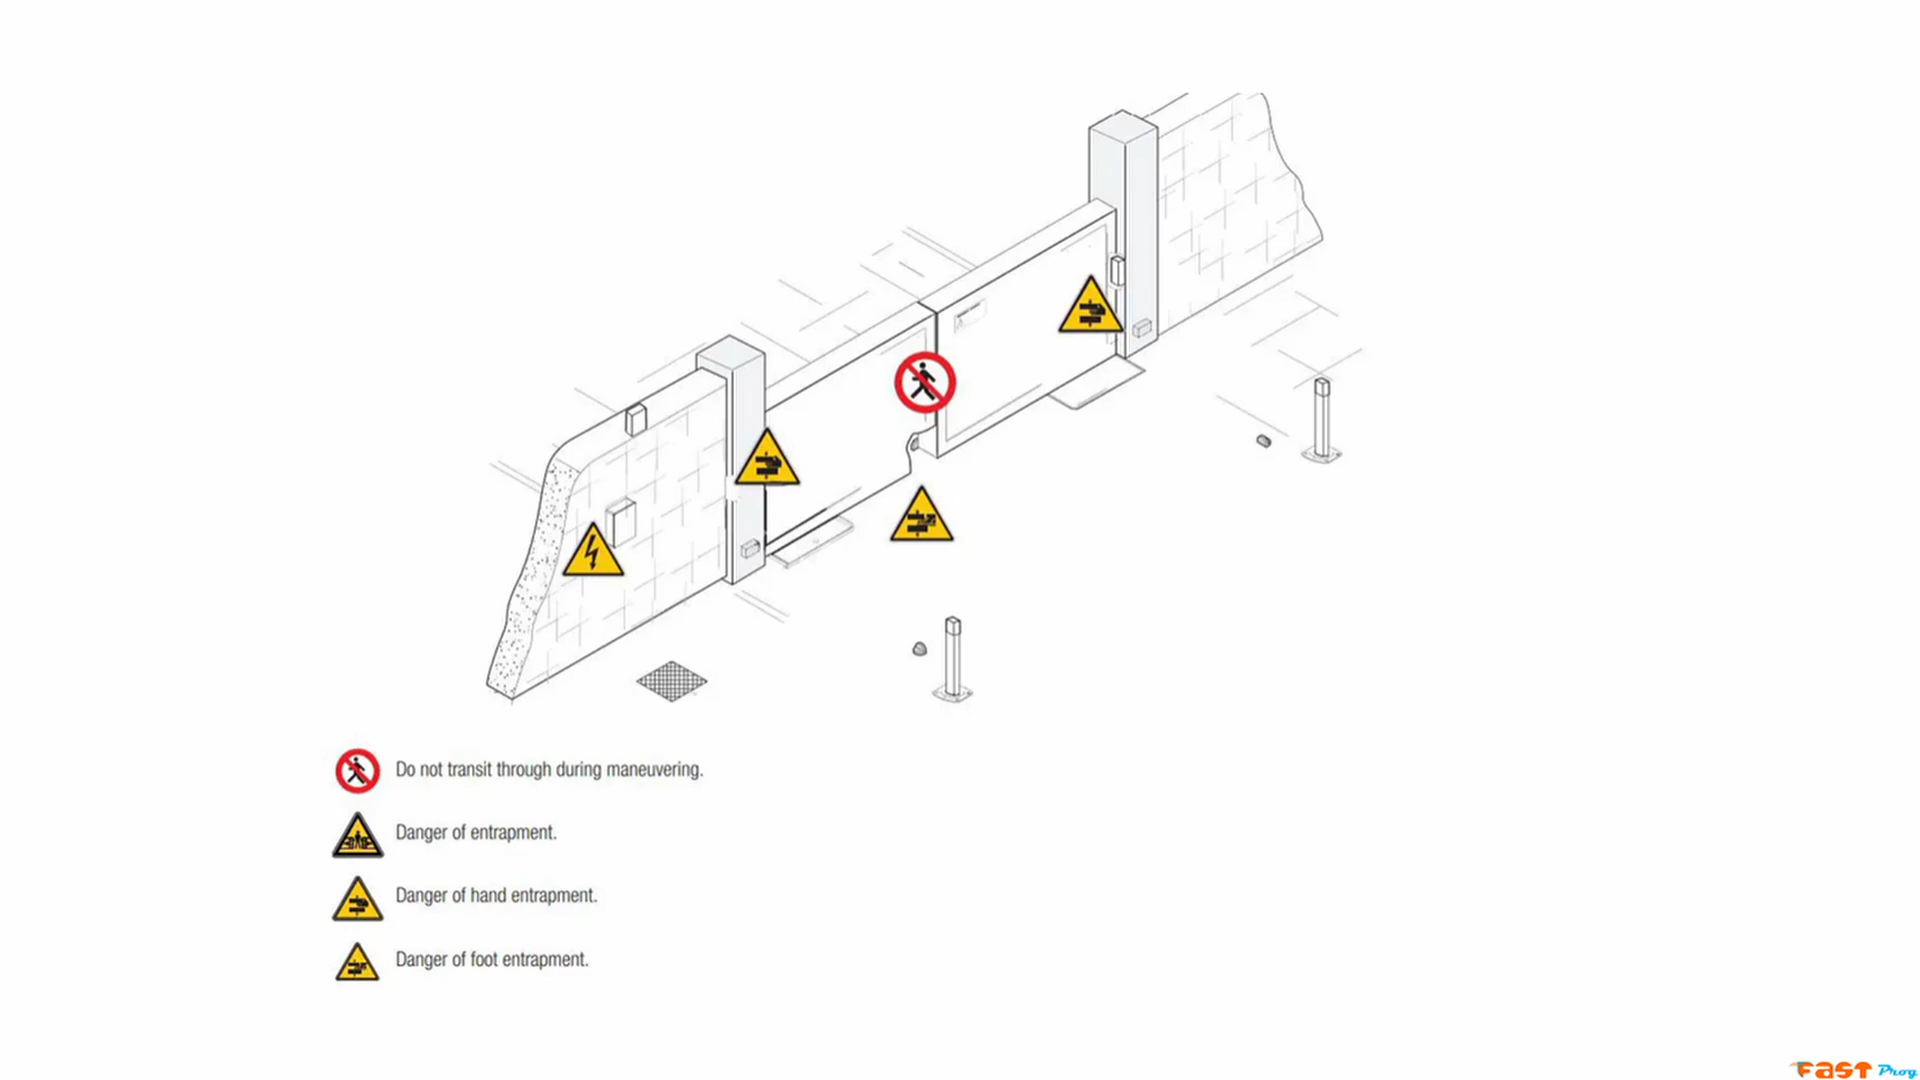 Do not transit through during maneuvering.
Danger of entrapment.
Danger of hand entrapment.
Danger of foot entrapment.
FAST Prog